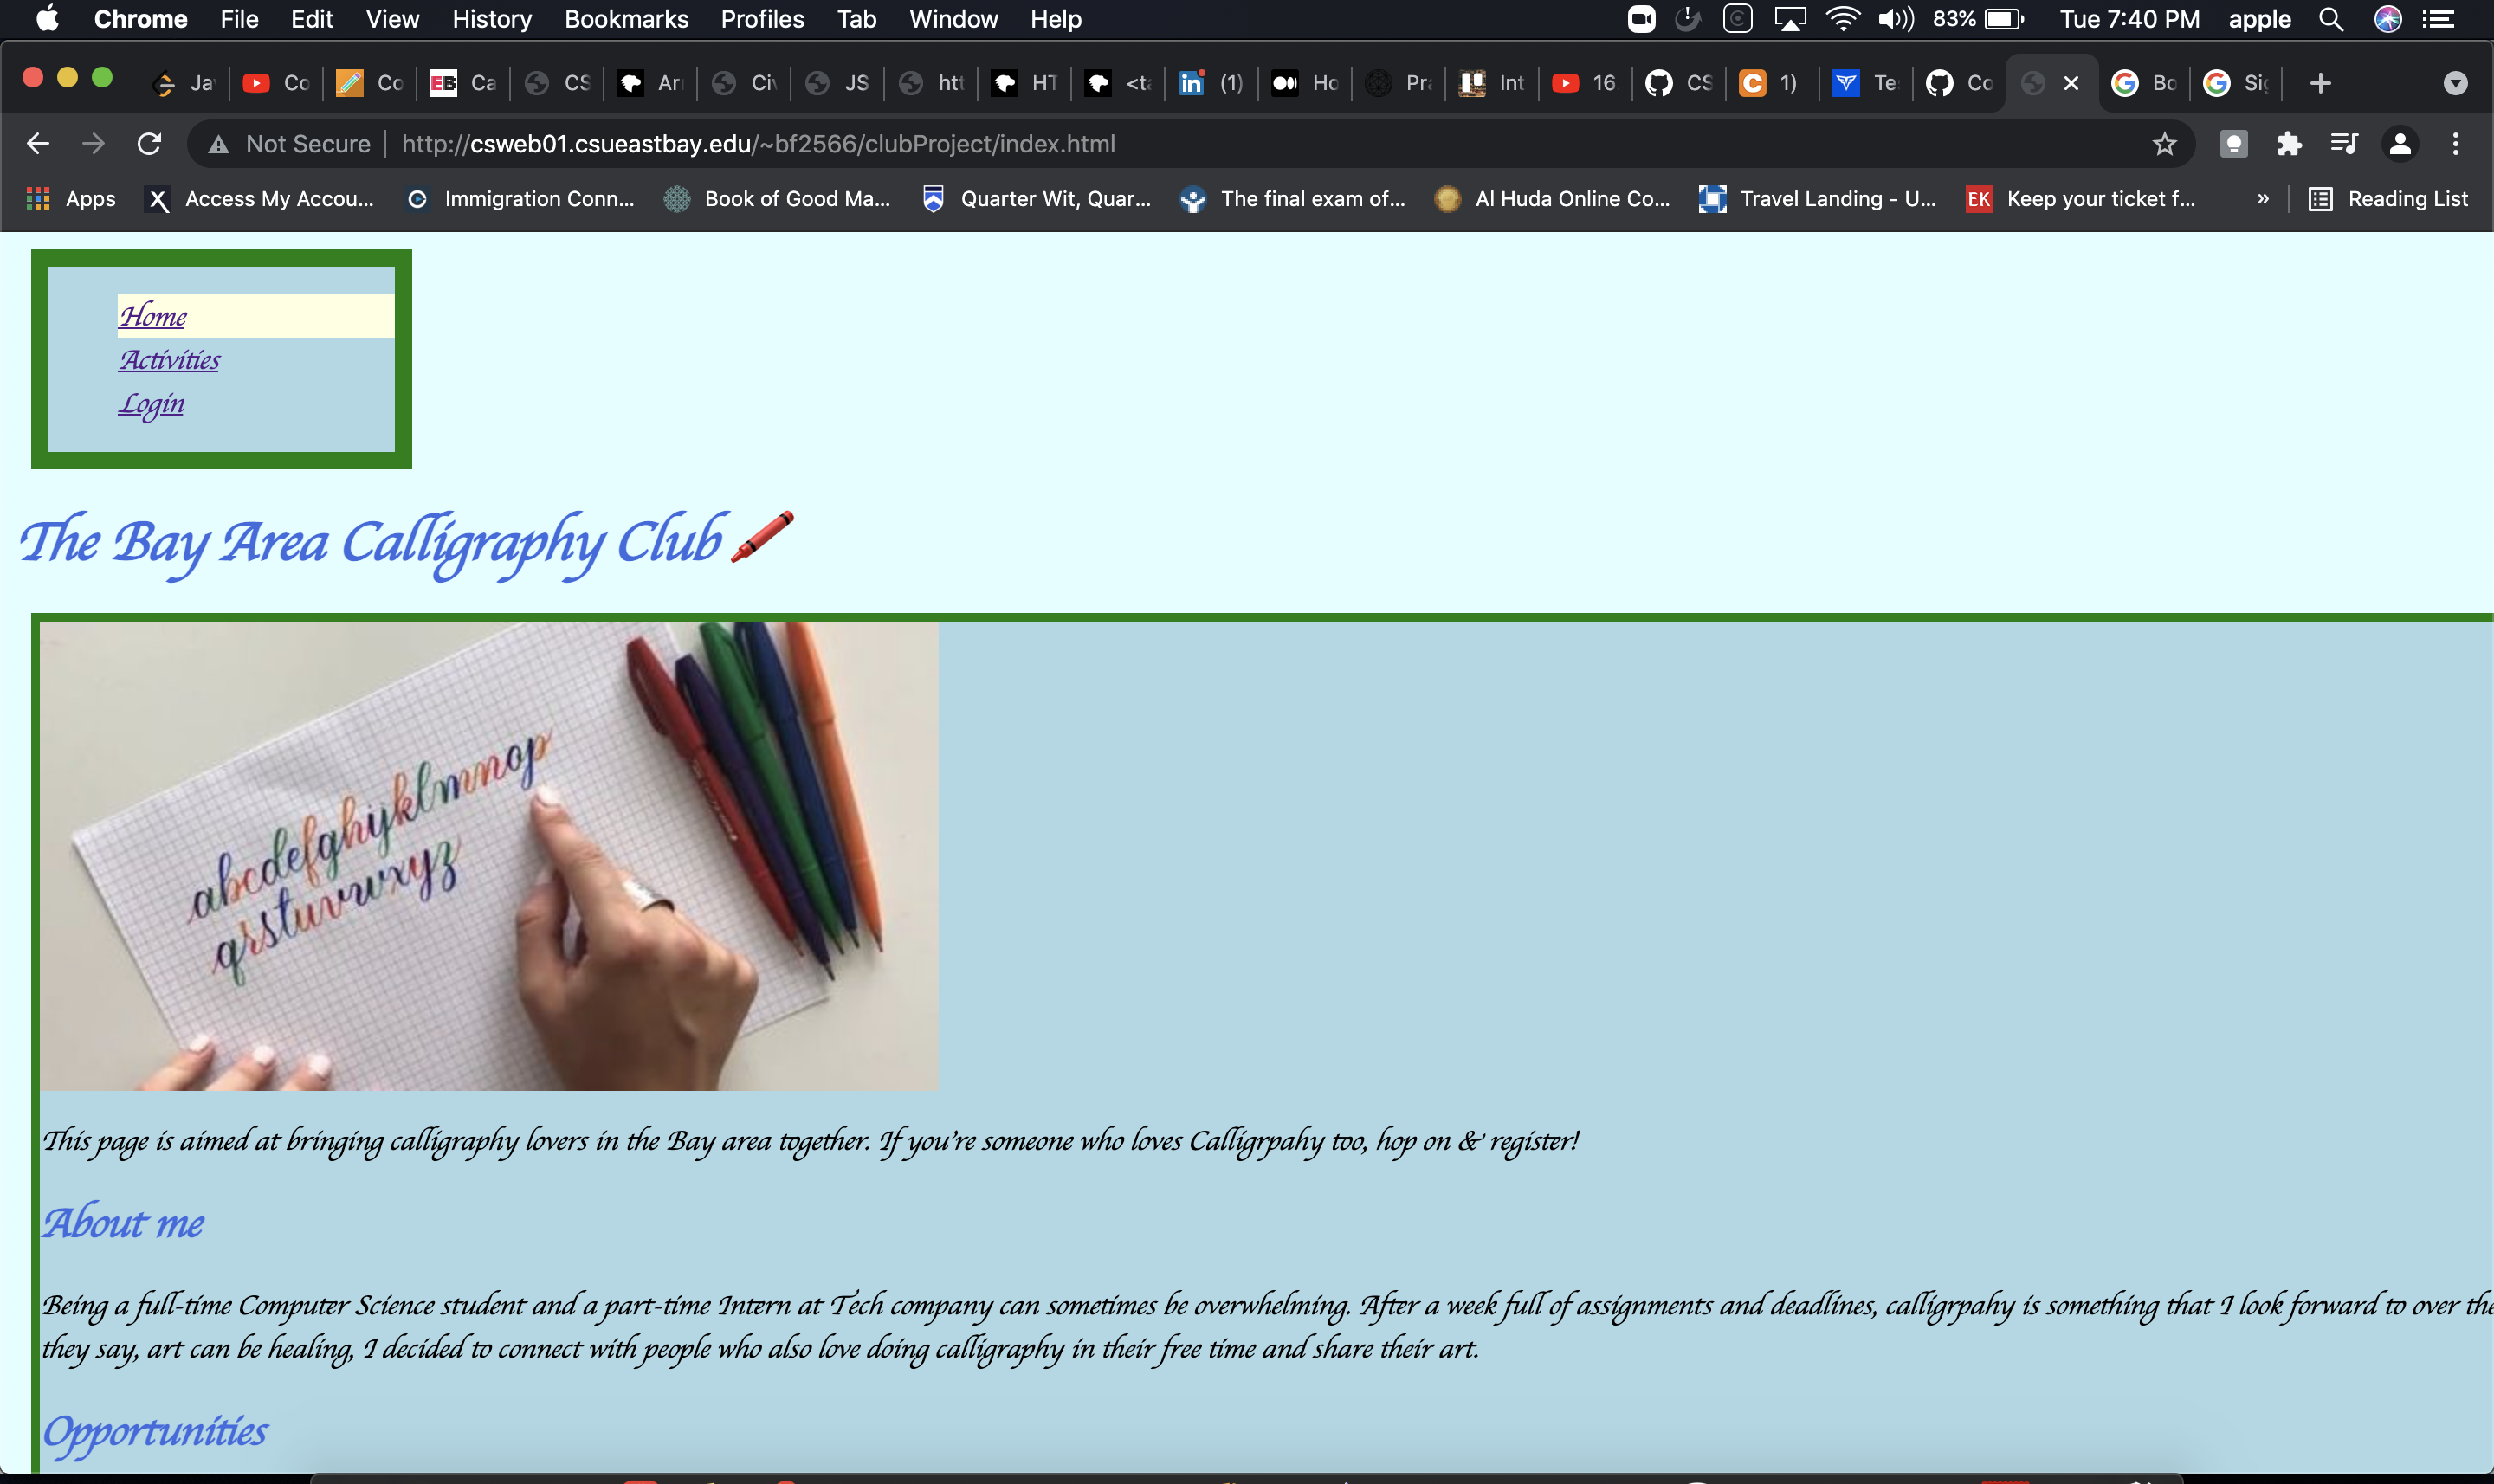 Chrome File Edit View History Bookmarks Profiles Tab Window Help 83% Tue 7:40 PM apple
Ja Co Co EB Ca CS Ar Civ JS htt HT <ta in (1) Ho Pra Int 16 CS C 1) Te Co Bo Sig
Not Secure http://csweb01.csueastbay.edu/~bf2566/clubProject/index.html
Apps X Access My Accou... Immigration Conn... Book of Good Ma... Quarter Wit, Quar... The final exam of... Al Huda Online Co... Travel Landing - U... EK Keep your ticket f... » Reading List
Home
Activities
Login
The Bay Area Calligraphy Club
abcdefghijklmnop
qrstuvwxyz
This page is aimed at bringing calligraphy lovers in the Bay area together. If you're someone who loves Calligrpahy too, hop on & register!
About me
Being a full-time Computer Science student and a part-time Intern at Tech company can sometimes be overwhelming. After a week full of assignments and deadlines, calligrpahy is something that I look forward to over the
they say, art can be healing, I decided to connect with people who also love doing calligraphy in their free time and share their art.
Opportunities